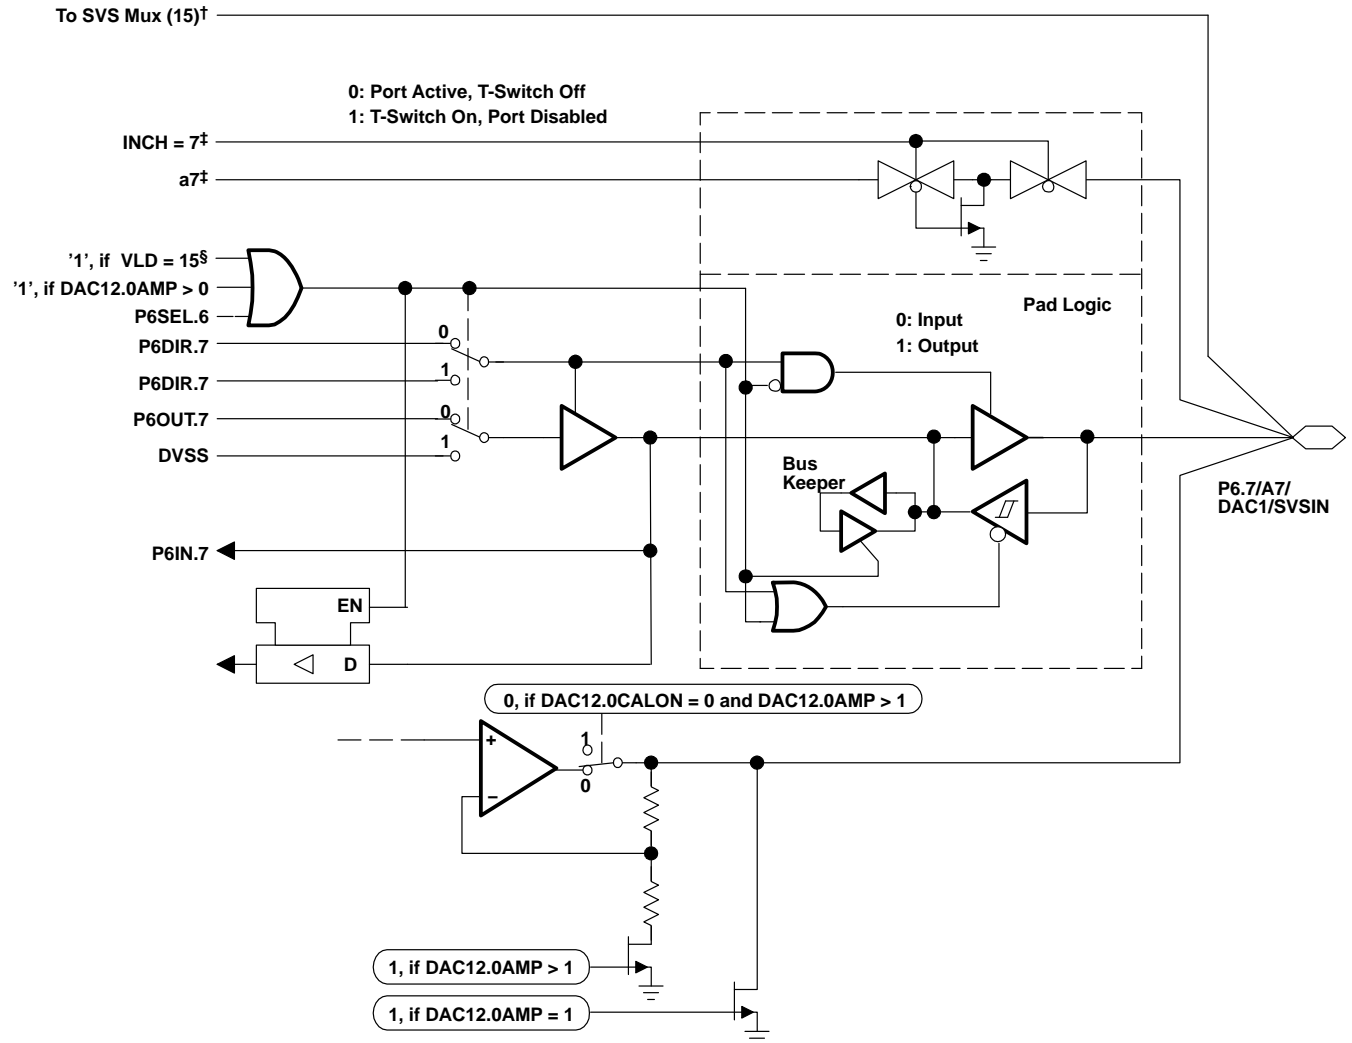 To SVS Mux (15)†
0: Port Active, T-Switch Off
1: T-Switch On, Port Disabled
INCH = 7‡
a7‡
’1’, if VLD = 15§
’1’, if DAC12.0AMP > 0
P6SEL.6
P6DIR.7
P6DIR.7
P6OUT.7
DVSS
0
1
0
1
Pad Logic
0: Input
1: Output
Bus
Keeper
P6.7/A7/
DAC1/SVSIN
P6IN.7
EN
D
0, if DAC12.0CALON = 0 and DAC12.0AMP > 1
+
−
1
0
1, if DAC12.0AMP > 1
1, if DAC12.0AMP = 1